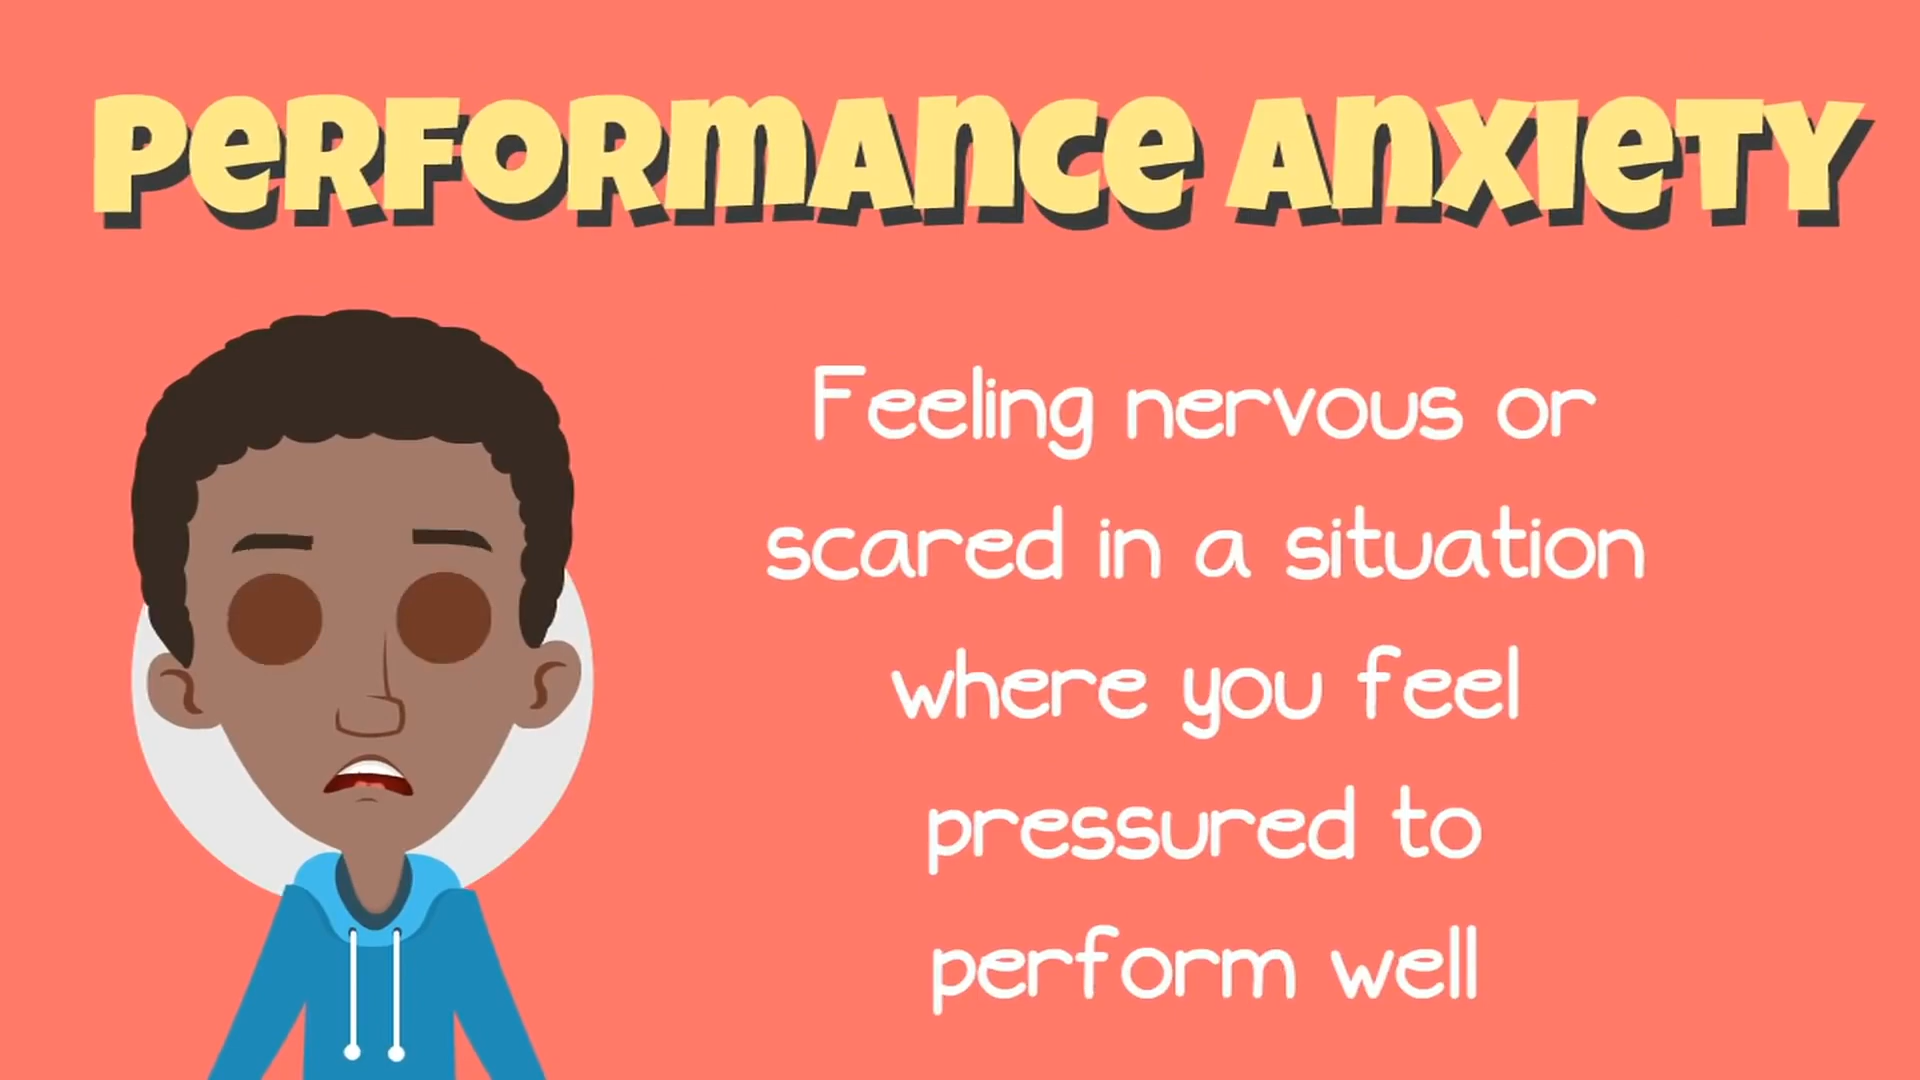 PERFORMANCE ANXIETY
Feeling nervous or
scared in a situation
where you feel
pressured to
perform well